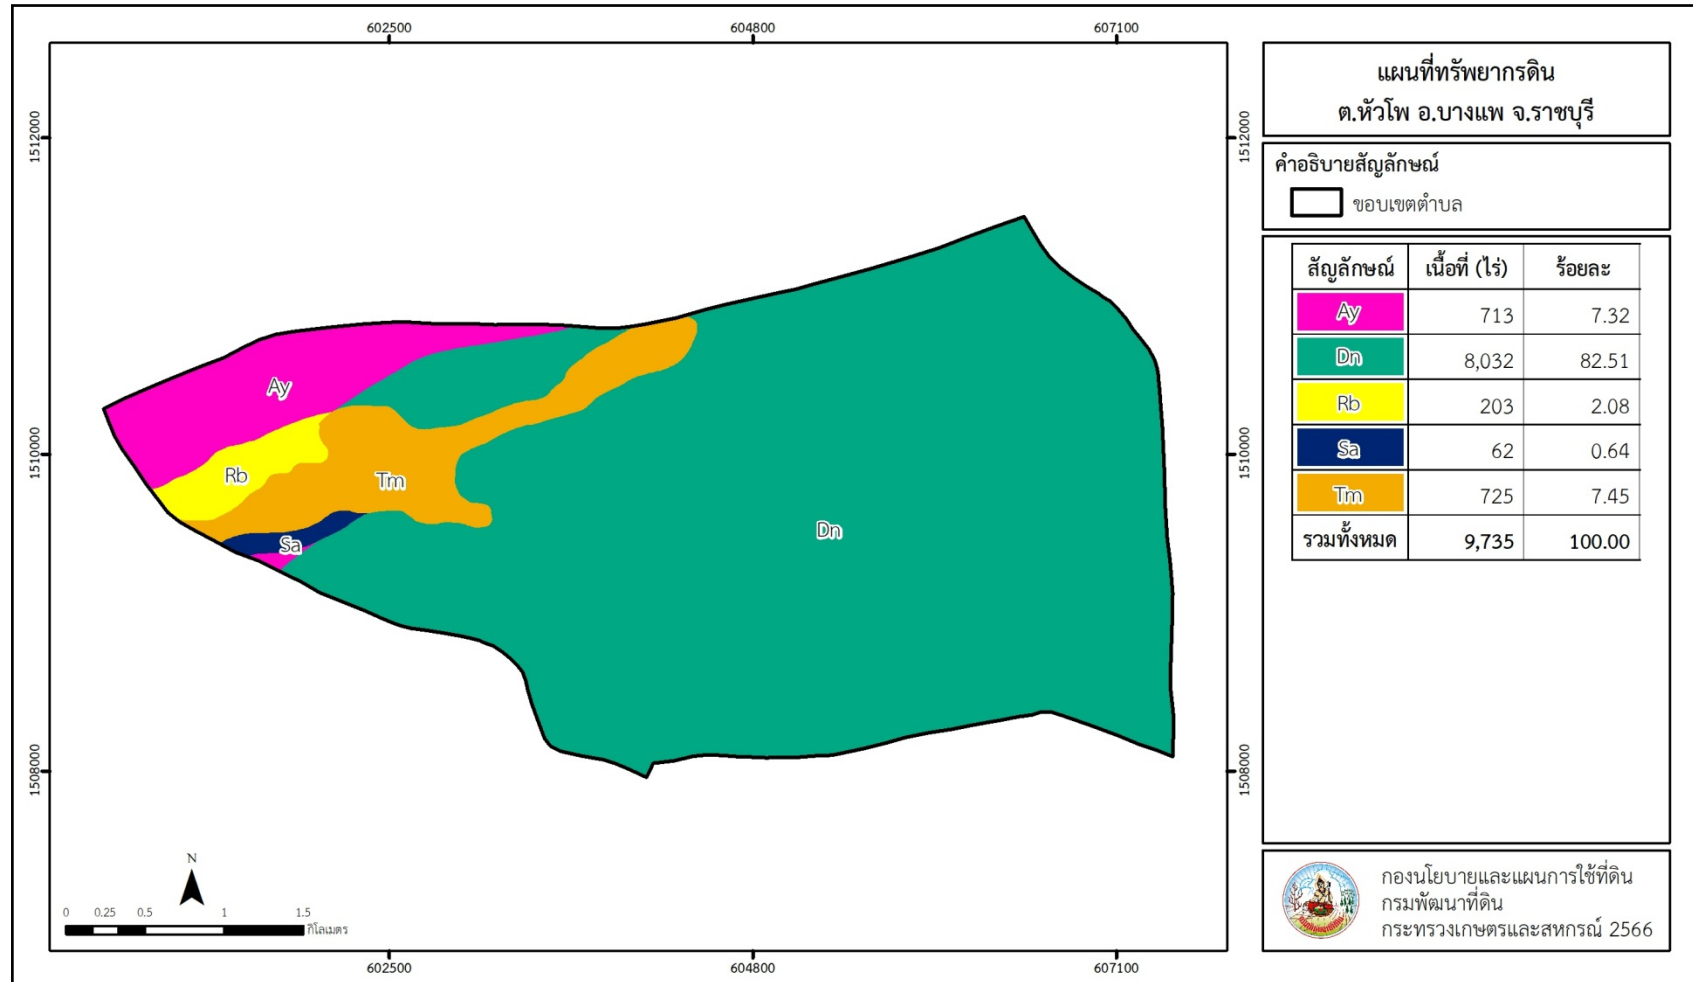 602500
604800
607100
1512000
1512000
1510000
1510000
1508000
1508000
Ay
Rb
Tm
Sa
Dn
N
0 0.25 0.5 1 1.5
กิโลเมตร
602500
604800
607100
แผนที่ทรัพยากรดิน
ต.หัวโพ อ.บางแพ จ.ราชบุรี
คำอธิบายสัญลักษณ์
ขอบเขตตำบล
สัญลักษณ์ เนื้อที่ (ไร่) ร้อยละ
Ay 713 7.32
Dn 8,032 82.51
Rb 203 2.08
Sa 62 0.64
Tm 725 7.45
รวมทั้งหมด 9,735 100.00
กองนโยบายและแผนการใช้ที่ดิน
กรมพัฒนาที่ดิน
กระทรวงเกษตรและสหกรณ์ 2566